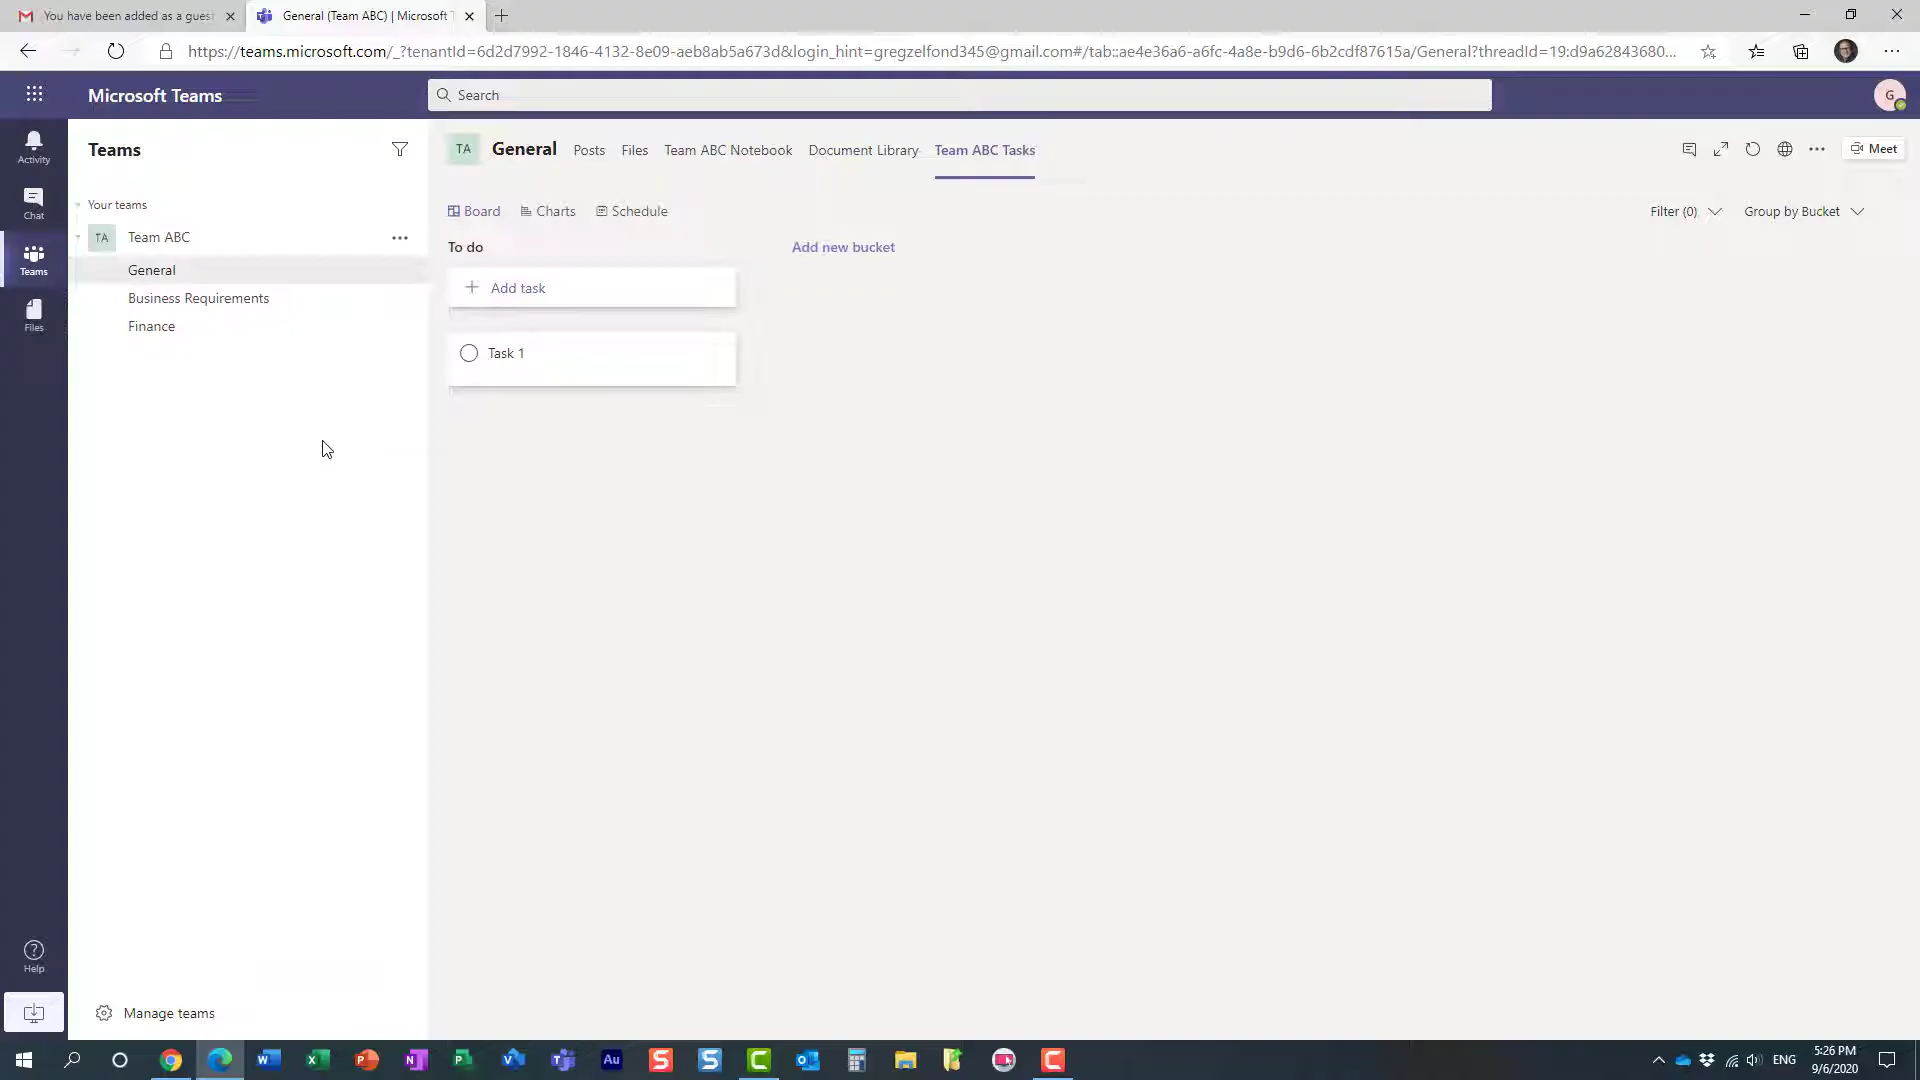 You have been added as a gues
General (Team ABC) | Microsoft T
https://teams.microsoft.com/_?tenantId=6d2d7992-1846-4132-8e09-aeb8ab5a673d&login_hint=gregzelfond345@gmail.com#/tab::ae4e36a6-a6fc-4a8e-b9d6-6b2cdf87615a/General?threadId=19:d9a62843680...
Microsoft Teams
Search
G
Activity
Chat
Teams
Files
Help
Teams
Your teams
TA Team ABC
General
Business Requirements
Finance
Manage teams
TA General Posts Files Team ABC Notebook Document Library Team ABC Tasks
Meet
Board Charts Schedule
Filter (0) Group by Bucket
To do
Add new bucket
Add task
Task 1
ENG
5:26 PM
9/6/2020